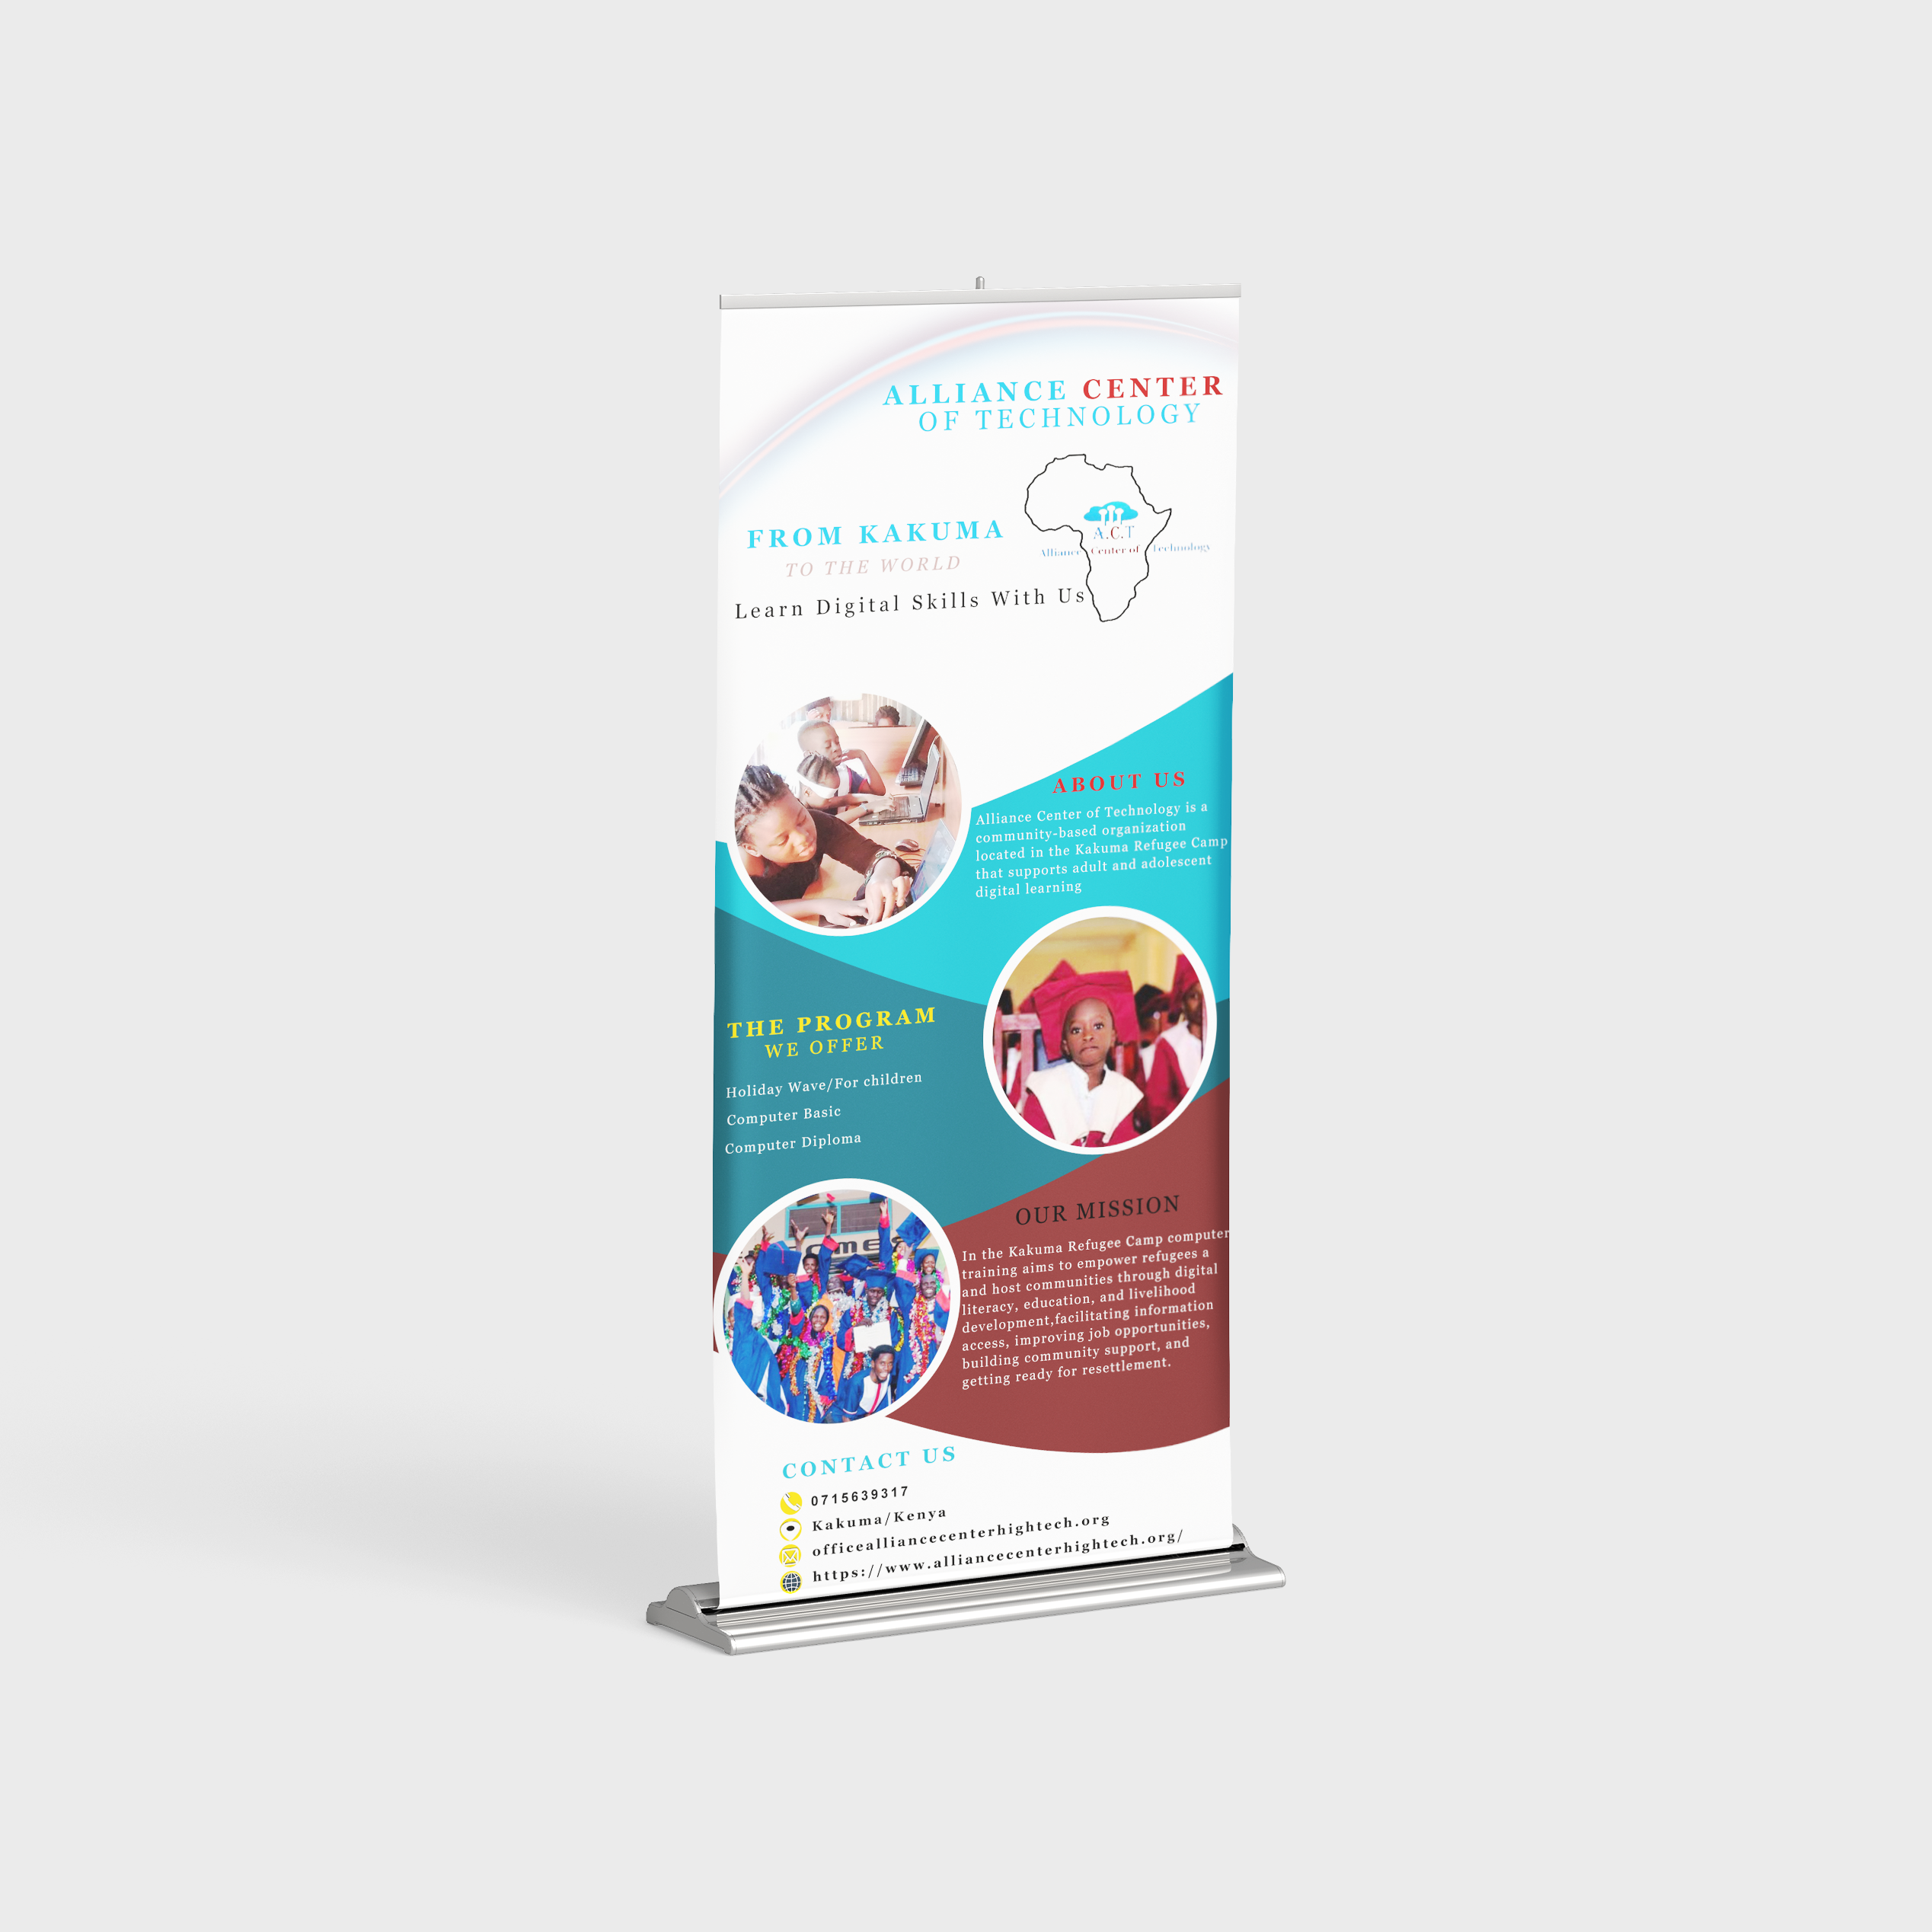 ALLIANCE CENTER
OF TECHNOLOGY
A.C.T
Alliance Center of Technology
FROM KAKUMA
TO THE WORLD
Learn Digital Skills With Us
ABOUT US
Alliance Center of Technology is a
community-based organization
located in the Kakuma Refugee Camp
that supports adult and adolescent
digital learning
THE PROGRAM
WE OFFER
Holiday Wave/For children
Computer Basic
Computer Diploma
OUR MISSION
In the Kakuma Refugee Camp computer
training aims to empower refugees a
and host communities through digital
literacy, education, and livelihood
development,facilitating information
access, improving job opportunities,
building community support, and
getting ready for resettlement.
CONTACT US
0715639317
Kakuma/Kenya
officealliancecenterhightech.org
https://www.alliancecenterhightech.org/